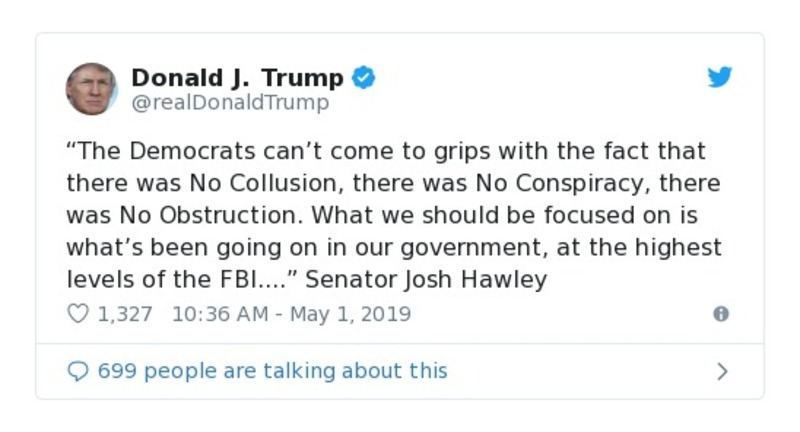 Donald J. Trump
@realDonaldTrump
“The Democrats can’t come to grips with the fact that
there was No Collusion, there was No Conspiracy, there
was No Obstruction. What we should be focused on is
what’s been going on in our government, at the highest
levels of the FBI....” Senator Josh Hawley
1,327 10:36 AM - May 1, 2019
699 people are talking about this